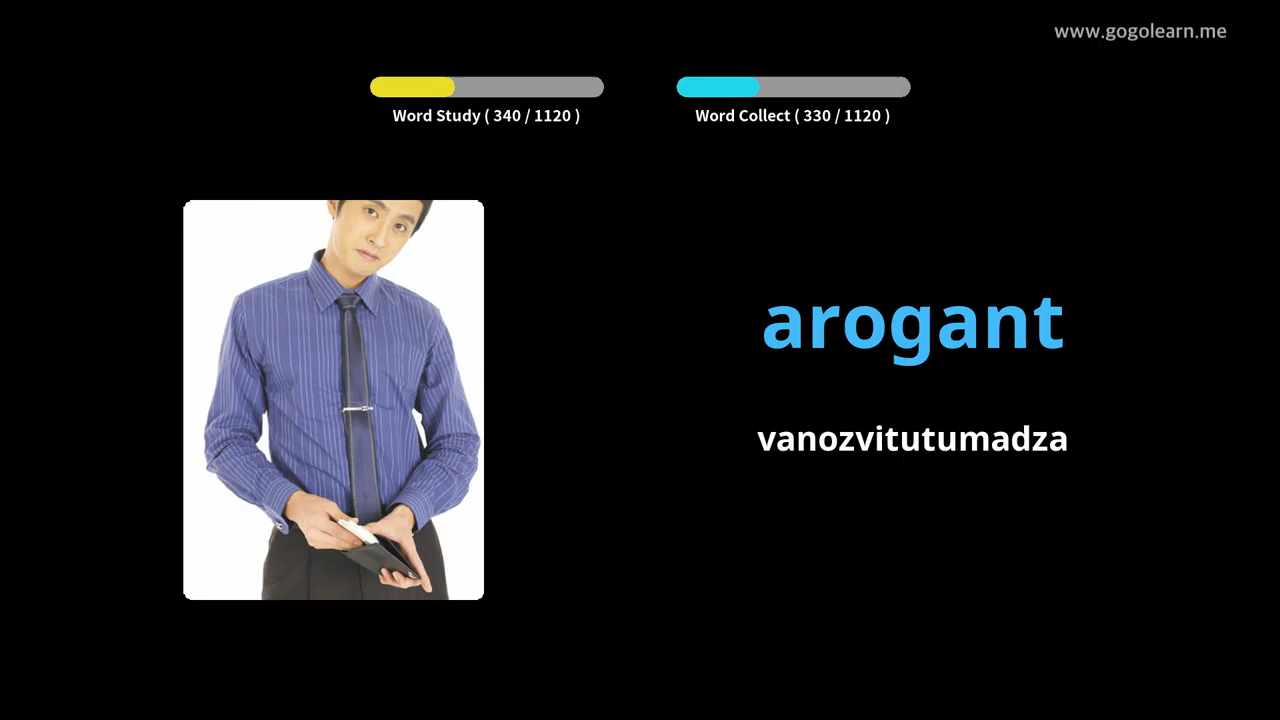 www.gogolearn.me
Word Study ( 340 / 1120 )
Word Collect ( 330 / 1120 )
arogant
vanozvitutumadza